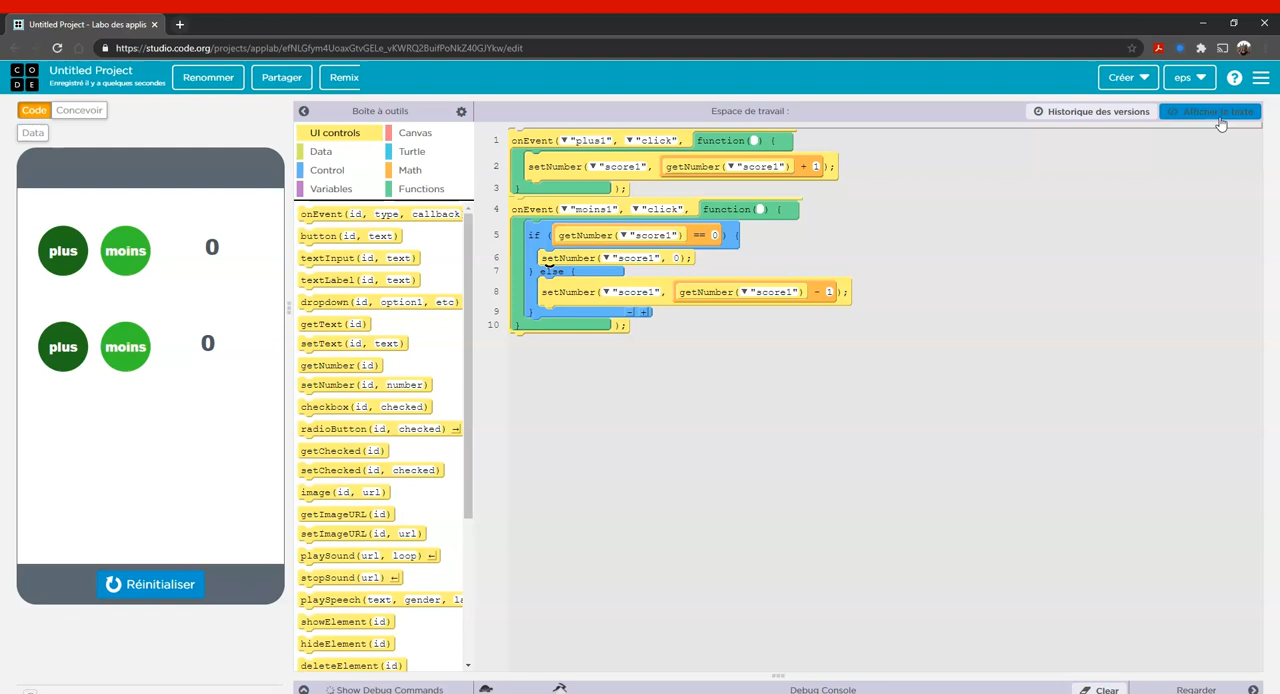 Untitled Project - Labo des applis
https://studio.code.org/projects/applab/efNLGfym4UoaxGtvGELe_vKWRQ2BuifPoNkZ40GJYkw/edit
C O D E
Untitled Project
Enregistré il y a quelques secondes
Renommer
Partager
Remix
Créer
eps
Code
Concevoir
Data
Boîte à outils
Espace de travail :
Historique des versions
Afficher le texte
UI controls
Canvas
Data
Turtle
Control
Math
Variables
Functions
plus
moins
0
plus
moins
0
Réinitialiser
onEvent(id, type, callback
button(id, text)
textInput(id, text)
textLabel(id, text)
dropdown(id, option1, etc)
getText(id)
setText(id, text)
getNumber(id)
setNumber(id, number)
checkbox(id, checked)
radioButton(id, checked)
getChecked(id)
setChecked(id, checked)
image(id, url)
getImageURL(id)
setImageURL(id, url)
playSound(url, loop)
stopSound(url)
playSpeech(text, gender, la
showElement(id)
hideElement(id)
deleteElement(id)
1 onEvent("plus1", "click", function() {
2 setNumber("score1", getNumber("score1") + 1);
3 });
4 onEvent("moins1", "click", function() {
5 if (getNumber("score1") == 0) {
6 setNumber("score1", 0);
7 } else {
8 setNumber("score1", getNumber("score1") - 1);
9 } - +
10 });
Show Debug Commands
Debug Console
Clear
Regarder